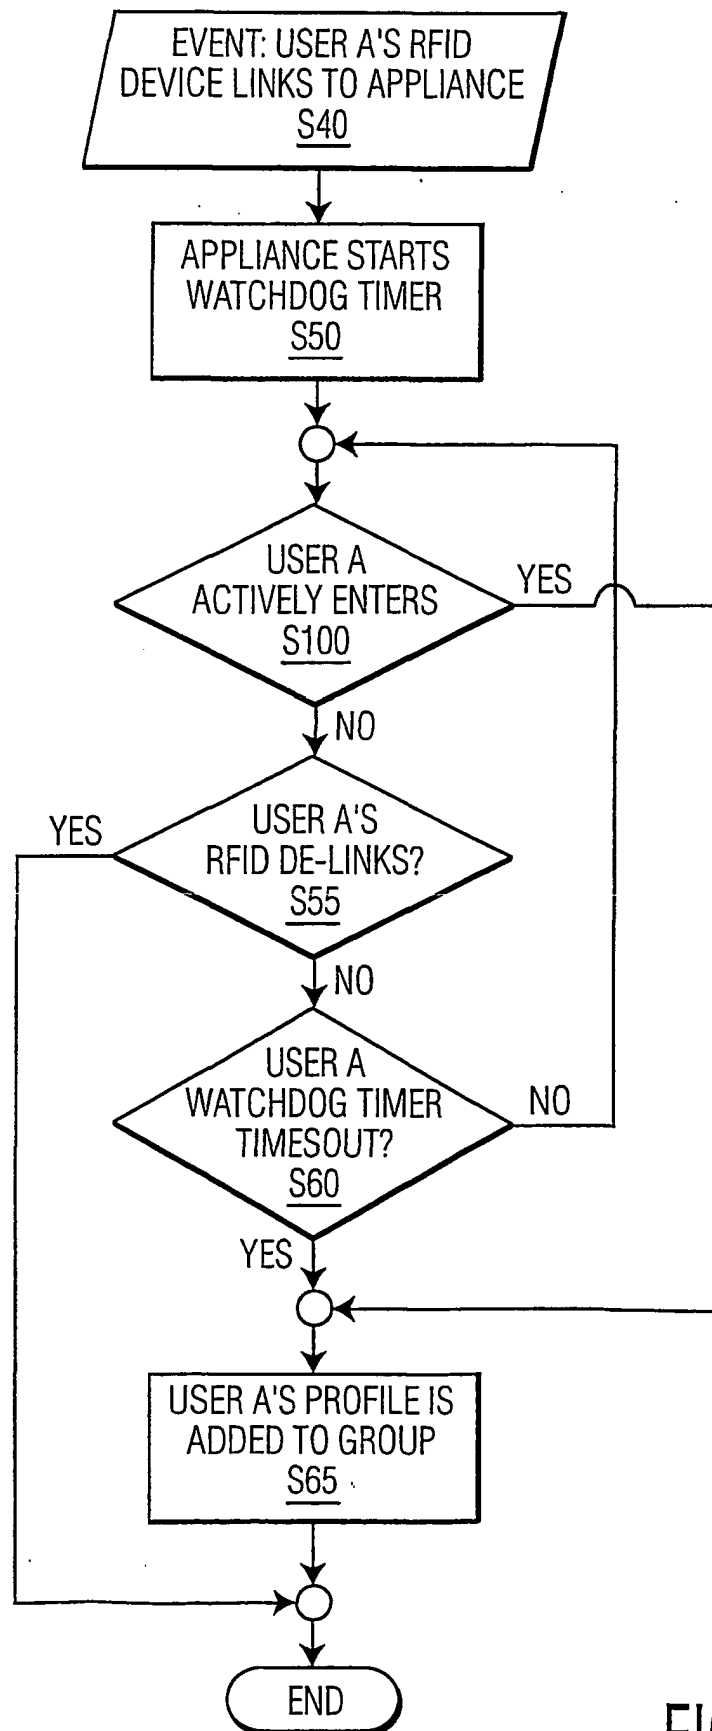 EVENT: USER A'S RFID
DEVICE LINKS TO APPLIANCE
S40
APPLIANCE STARTS
WATCHDOG TIMER
S50
USER A
ACTIVELY ENTERS
S100
YES
NO
USER A'S
RFID DE-LINKS?
S55
YES
NO
USER A
WATCHDOG TIMER
TIMESOUT?
S60
NO
YES
USER A'S PROFILE IS
ADDED TO GROUP
S65
END